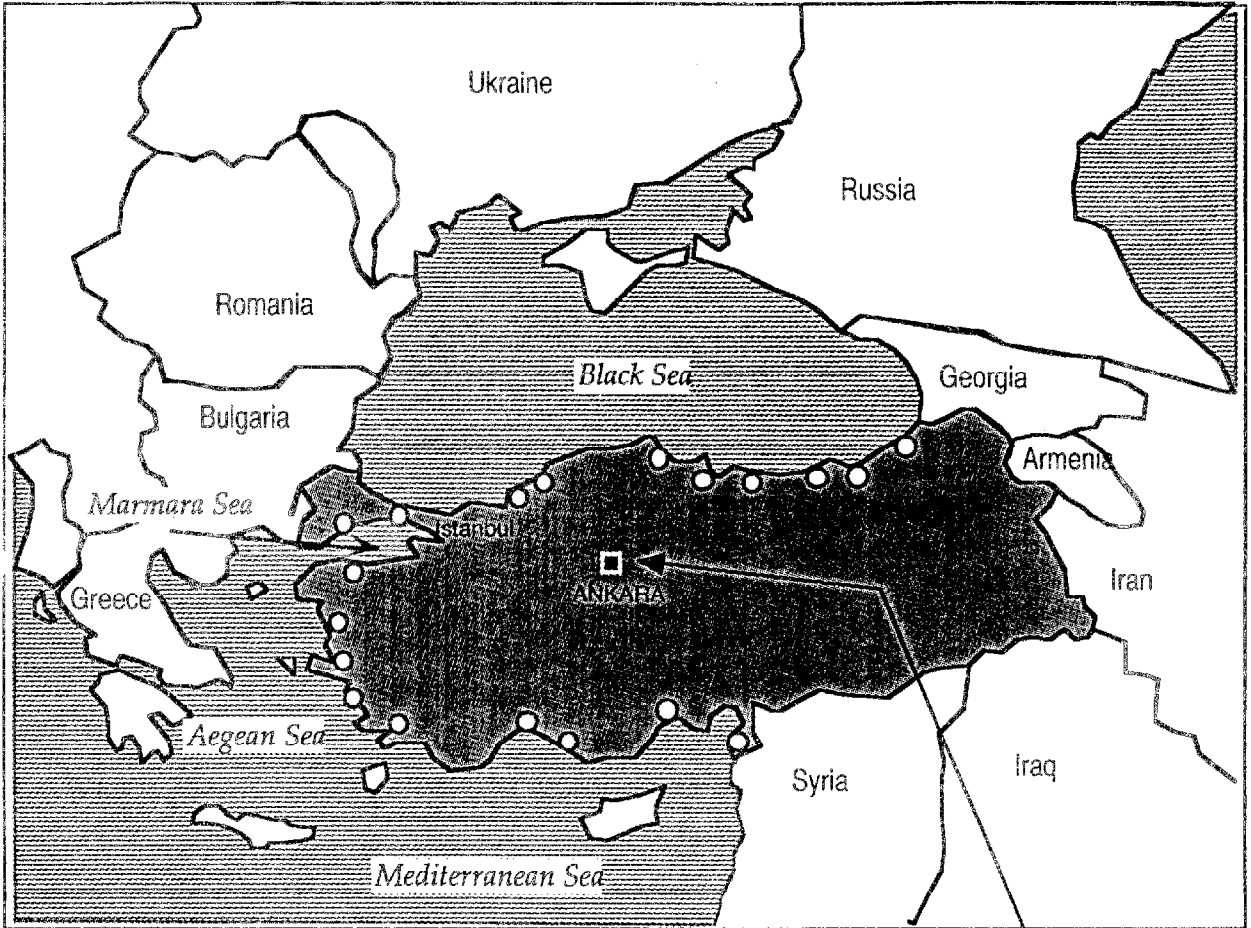 Ukraine
Russia
Romania
Black Sea
Georgia
Bulgaria
Armenia
Marmara Sea
Istanbul
Iran
ANKARA
Greece
Aegean Sea
Syria
Iraq
Mediterranean Sea